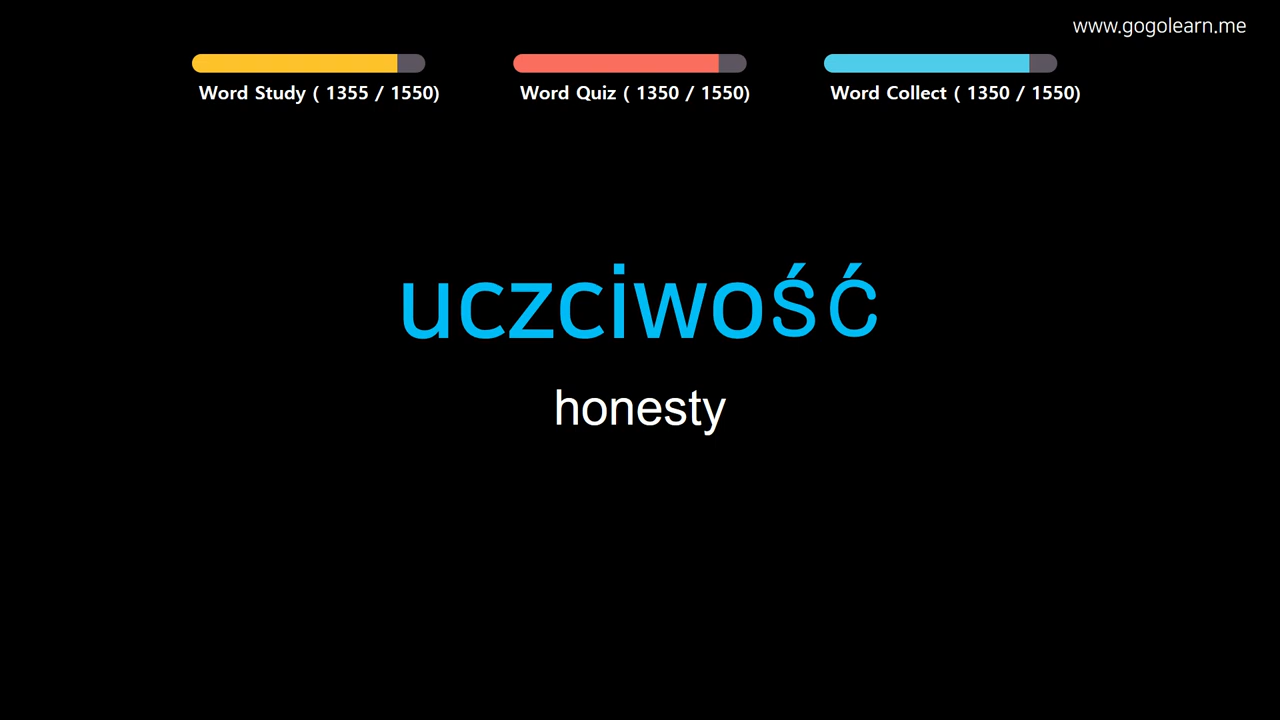 www.gogolearn.me
Word Study ( 1355 / 1550)
Word Quiz ( 1350 / 1550)
Word Collect ( 1350 / 1550)
uczciwość
honesty